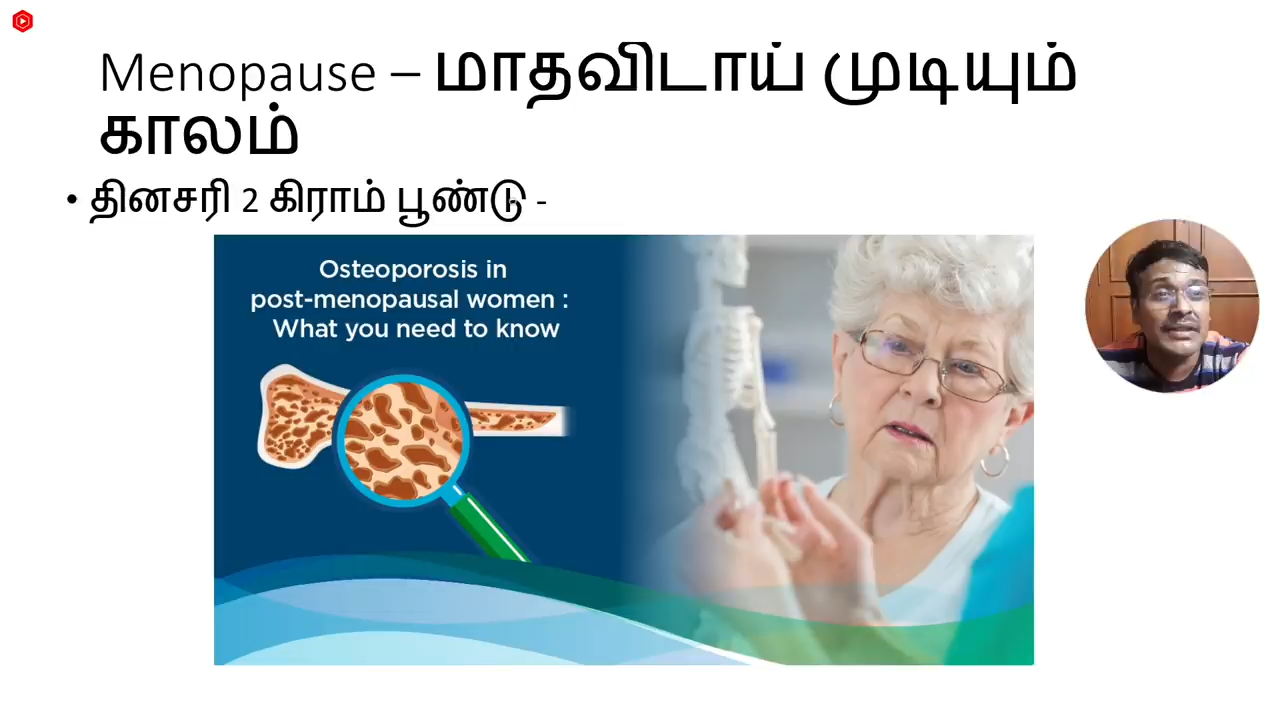 Menopause – மாதவிடாய் முடியும்
காலம்
• தினசரி 2 கிராம் பூண்டு -
Osteoporosis in
post-menopausal women :
What you need to know